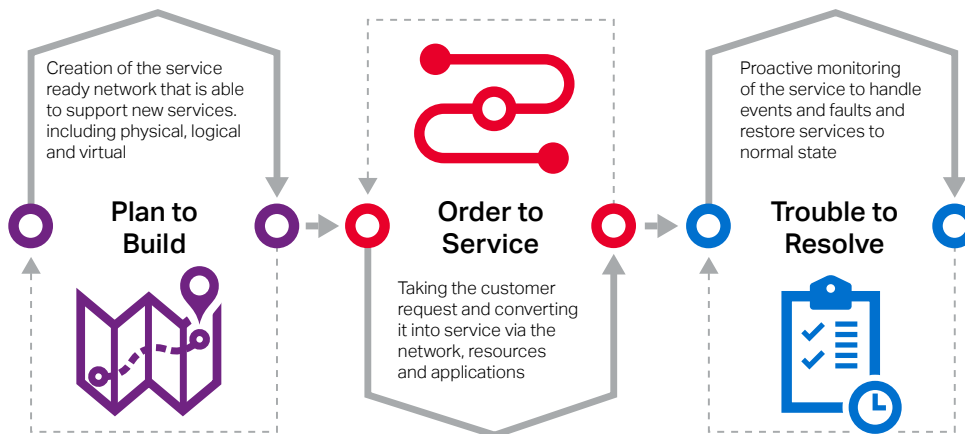 Creation of the service
ready network that is able
to support new services.
including physical, logical
and virtual
Plan to
Build
Order to
Service
Taking the customer
request and converting
it into service via the
network, resources
and applications
Proactive monitoring
of the service to handle
events and faults and
restore services to
normal state
Trouble to
Resolve